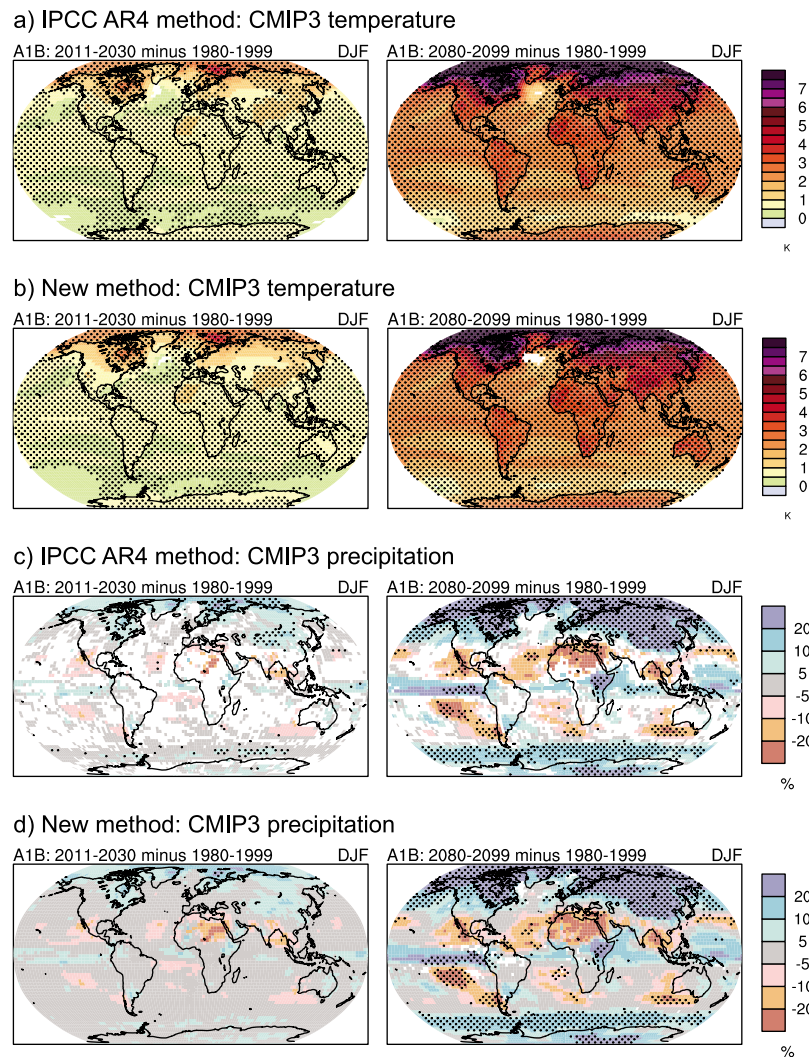 a) IPCC AR4 method: CMIP3 temperature
A1B: 2011-2030 minus 1980-1999 DJF
A1B: 2080-2099 minus 1980-1999 DJF
7
6
5
4
3
2
1
0
K
b) New method: CMIP3 temperature
A1B: 2011-2030 minus 1980-1999 DJF
A1B: 2080-2099 minus 1980-1999 DJF
7
6
5
4
3
2
1
0
K
c) IPCC AR4 method: CMIP3 precipitation
A1B: 2011-2030 minus 1980-1999 DJF
A1B: 2080-2099 minus 1980-1999 DJF
20
10
5
-5
-10
-20
%
d) New method: CMIP3 precipitation
A1B: 2011-2030 minus 1980-1999 DJF
A1B: 2080-2099 minus 1980-1999 DJF
20
10
5
-5
-10
-20
%